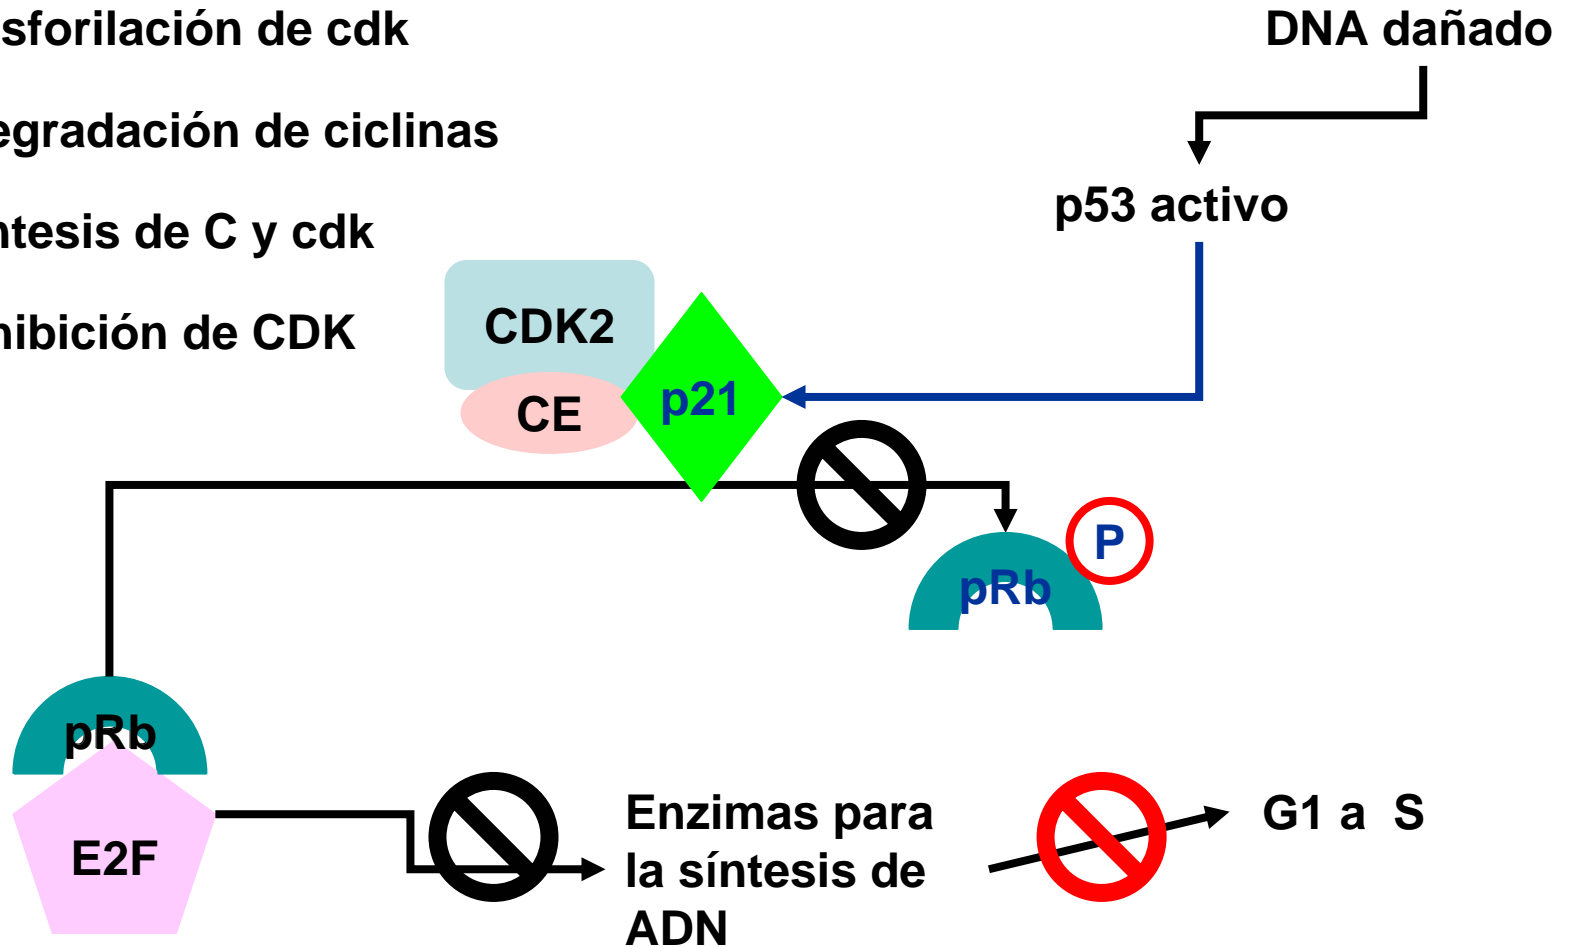 sforilación de cdk
DNA dañado
egradación de ciclinas
p53 activo
ntesis de C y cdk
hibición de CDK
CDK2
p21
CE
P
pRb
pRb
E2F
Enzimas para
la síntesis de
ADN
G1 a S